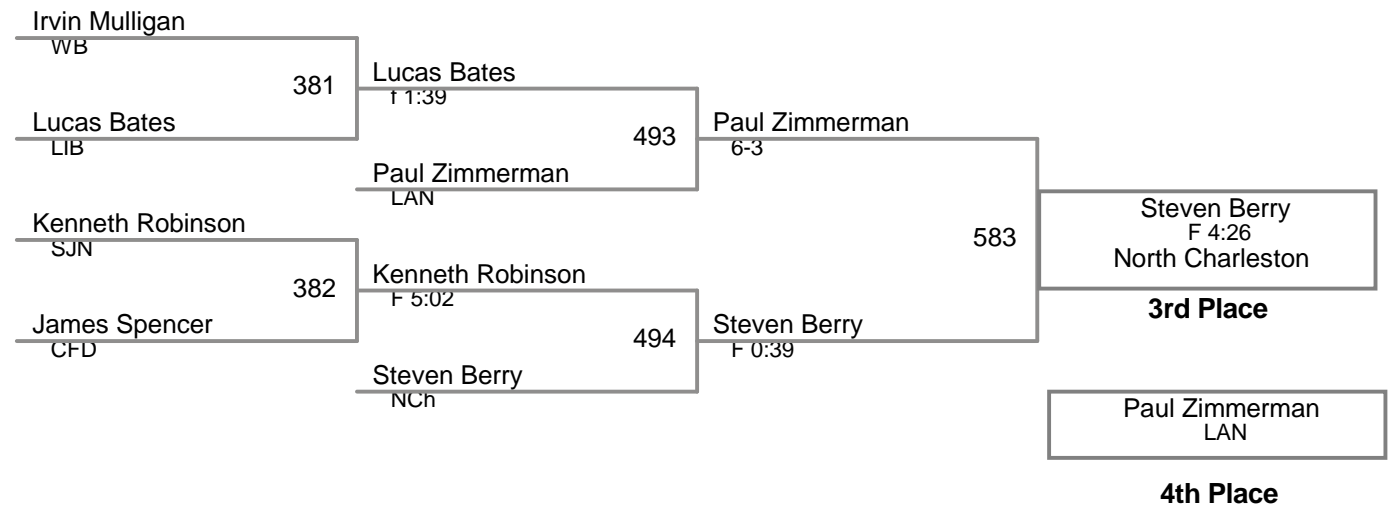 Irvin Mulligan
WB
381
Lucas Bates
f 1:39
Lucas Bates
LIB
493
Paul Zimmerman
6-3
Paul Zimmerman
LAN
Kenneth Robinson
SJN
583
Steven Berry
F 4:26
North Charleston
3rd Place
382
Kenneth Robinson
F 5:02
James Spencer
CFD
494
Steven Berry
F 0:39
Steven Berry
NCh
Paul Zimmerman
LAN
4th Place